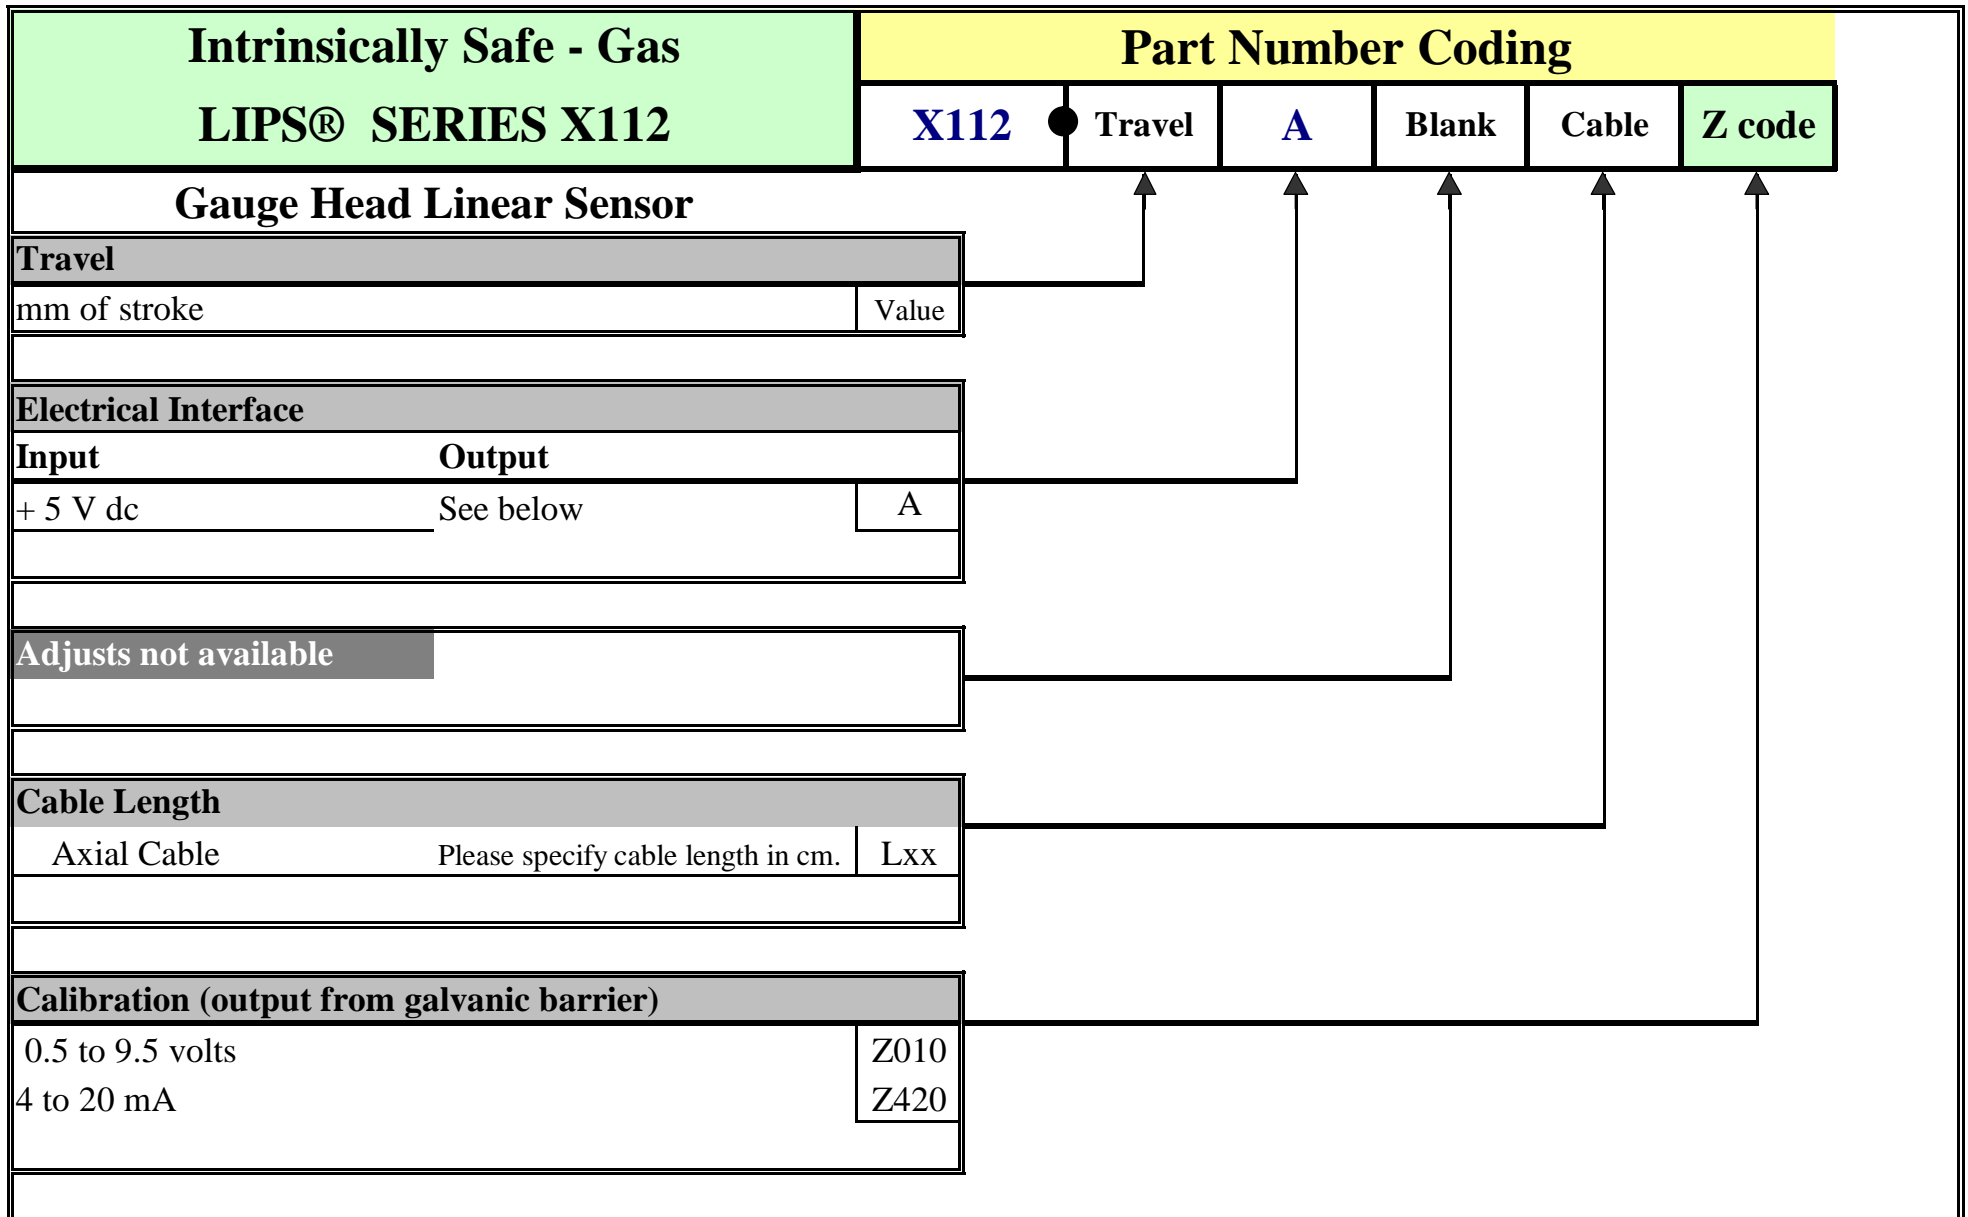 Intrinsically Safe - Gas
LIPS® SERIES X112
Gauge Head Linear Sensor
Part Number Coding
X112 ● Travel A Blank Cable Z code
Travel
mm of stroke Value
Electrical Interface
Input Output
+ 5 V dc See below A
Adjusts not available
Cable Length
Axial Cable Please specify cable length in cm. Lxx
Calibration (output from galvanic barrier)
0.5 to 9.5 volts Z010
4 to 20 mA Z420